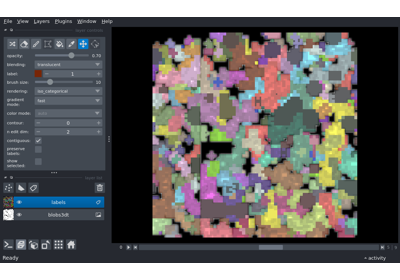 File View Layers Plugins Window Help
opacity: 0.70
blending: translucent
label: 1
brush size: 10
rendering: iso_categorical
gradient mode: fast
color mode:
contour: 0
n edit dim: 2
contiguous:
preserve labels:
show selected:
labels
blobs3dt
Ready
activity